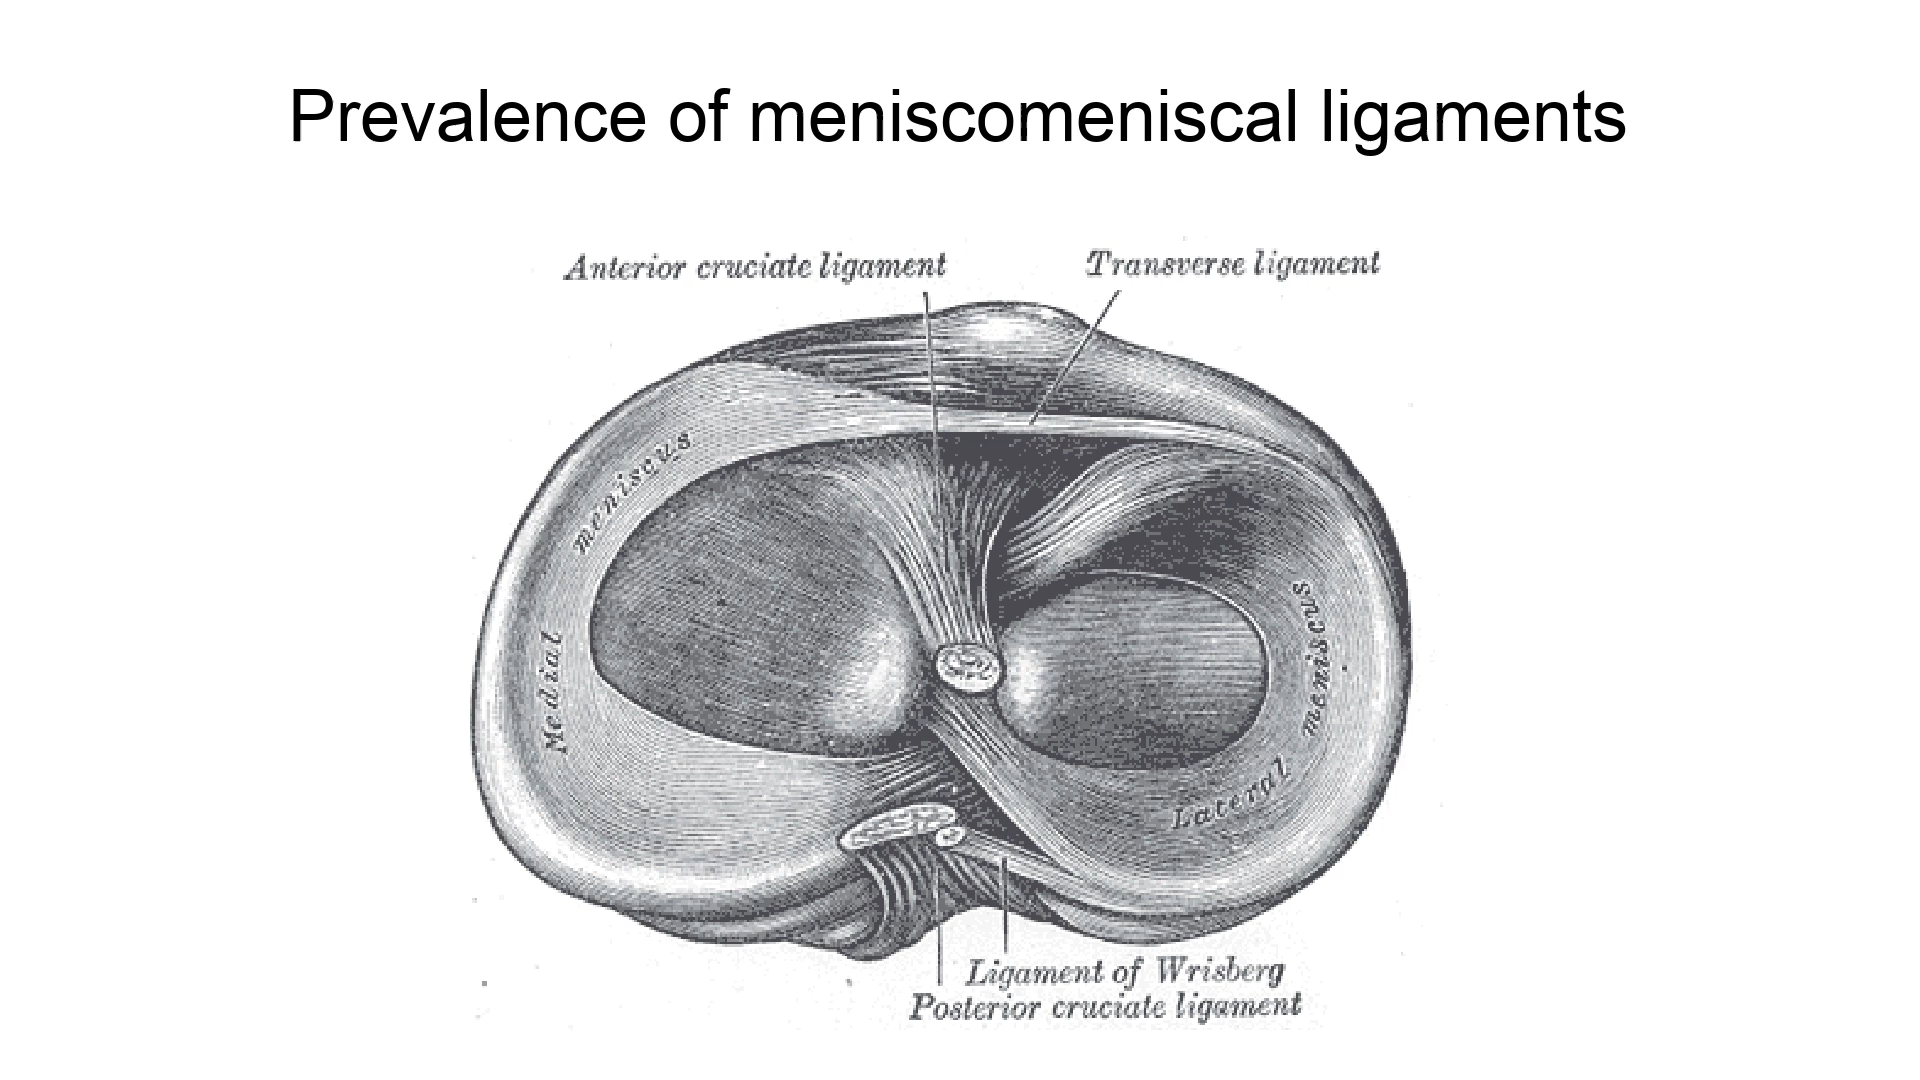 Prevalence of meniscomeniscal ligaments
Anterior cruciate ligament
Transverse ligament
Medial meniscus
Lateral meniscus
Ligament of Wrisberg
Posterior cruciate ligament